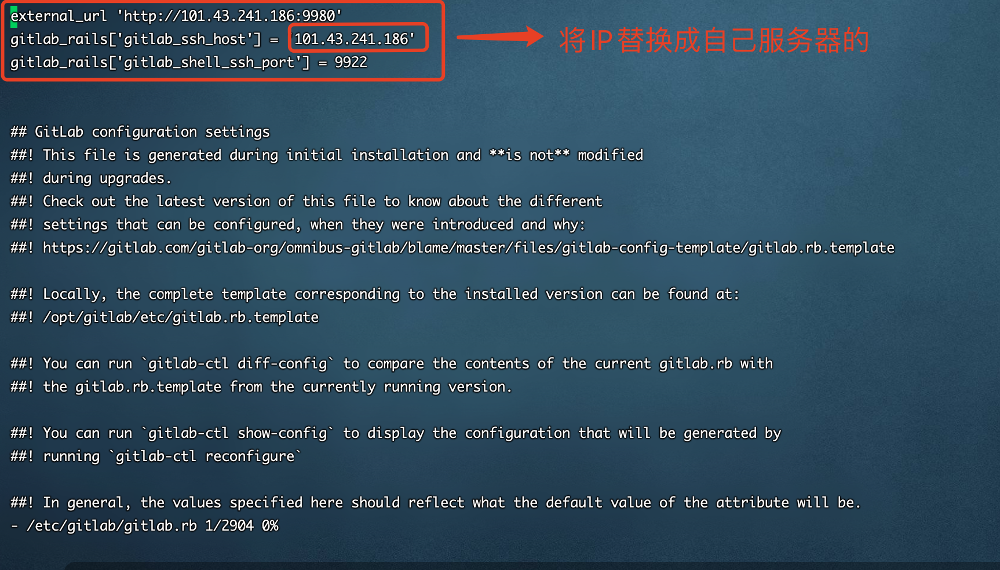 external_url 'http://101.43.241.186:9980'
gitlab_rails['gitlab_ssh_host'] = '101.43.241.186'
将IP替换成自己服务器的
gitlab_rails['gitlab_shell_ssh_port'] = 9922
## GitLab configuration settings
##! This file is generated during initial installation and **is not** modified
##! during upgrades.
##! Check out the latest version of this file to know about the different
##! settings that can be configured, when they were introduced and why:
##! https://gitlab.com/gitlab-org/omnibus-gitlab/blame/master/files/gitlab-config-template/gitlab.rb.template
##! Locally, the complete template corresponding to the installed version can be found at:
##! /opt/gitlab/etc/gitlab.rb.template
##! You can run `gitlab-ctl diff-config` to compare the contents of the current gitlab.rb with
##! the gitlab.rb.template from the currently running version.
##! You can run `gitlab-ctl show-config` to display the configuration that will be generated by
##! running `gitlab-ctl reconfigure`
##! In general, the values specified here should reflect what the default value of the attribute will be.
- /etc/gitlab/gitlab.rb 1/2904 0%